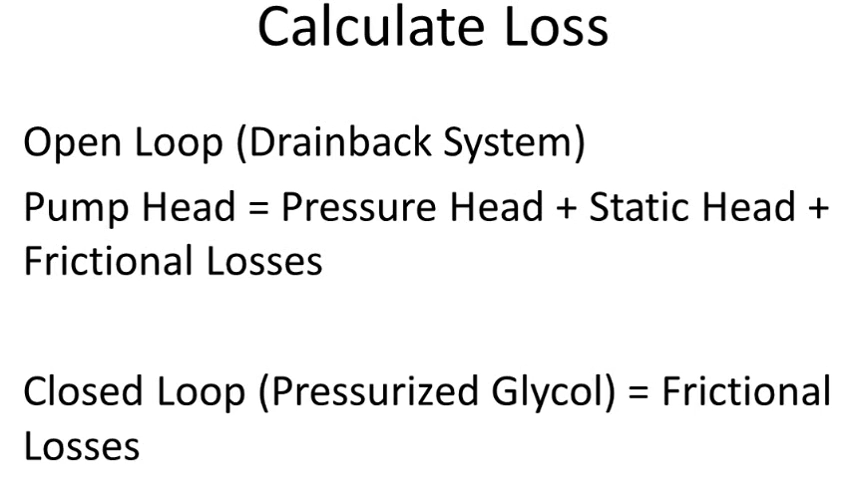 Calculate Loss
Open Loop (Drainback System)
Pump Head = Pressure Head + Static Head +
Frictional Losses
Closed Loop (Pressurized Glycol) = Frictional
Losses